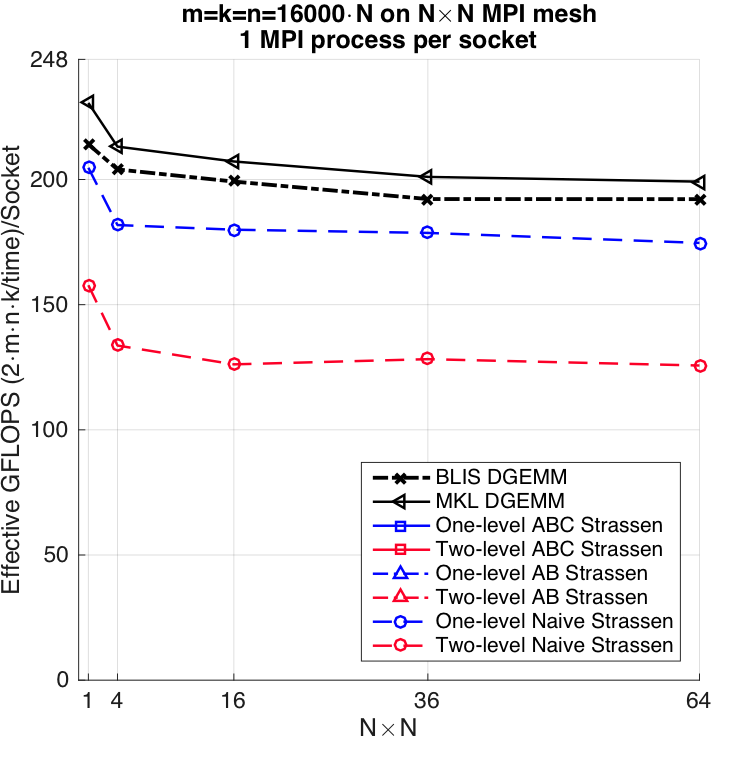 m=k=n=16000·N on N×N MPI mesh
1 MPI process per socket
Effective GFLOPS (2·m·n·k/time)/Socket
248
200
150
100
50
0
BLIS DGEMM
MKL DGEMM
One-level ABC Strassen
Two-level ABC Strassen
One-level AB Strassen
Two-level AB Strassen
One-level Naive Strassen
Two-level Naive Strassen
1 4 16 36 64
N×N